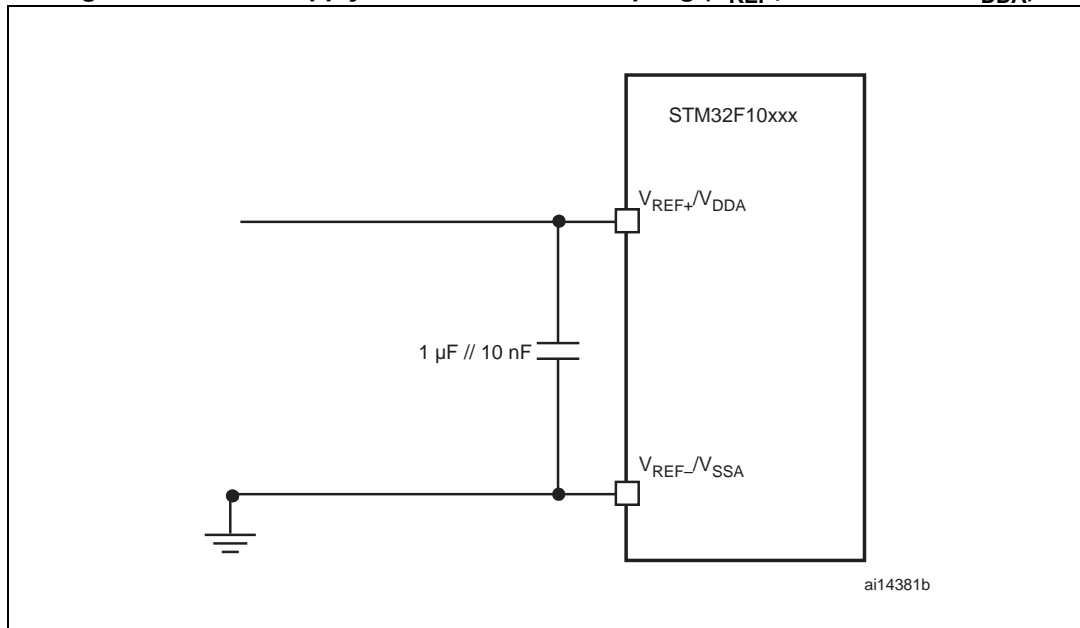 STM32F10xxx
VREF+/VDDA
1 µF // 10 nF
VREF–/VSSA
ai14381b